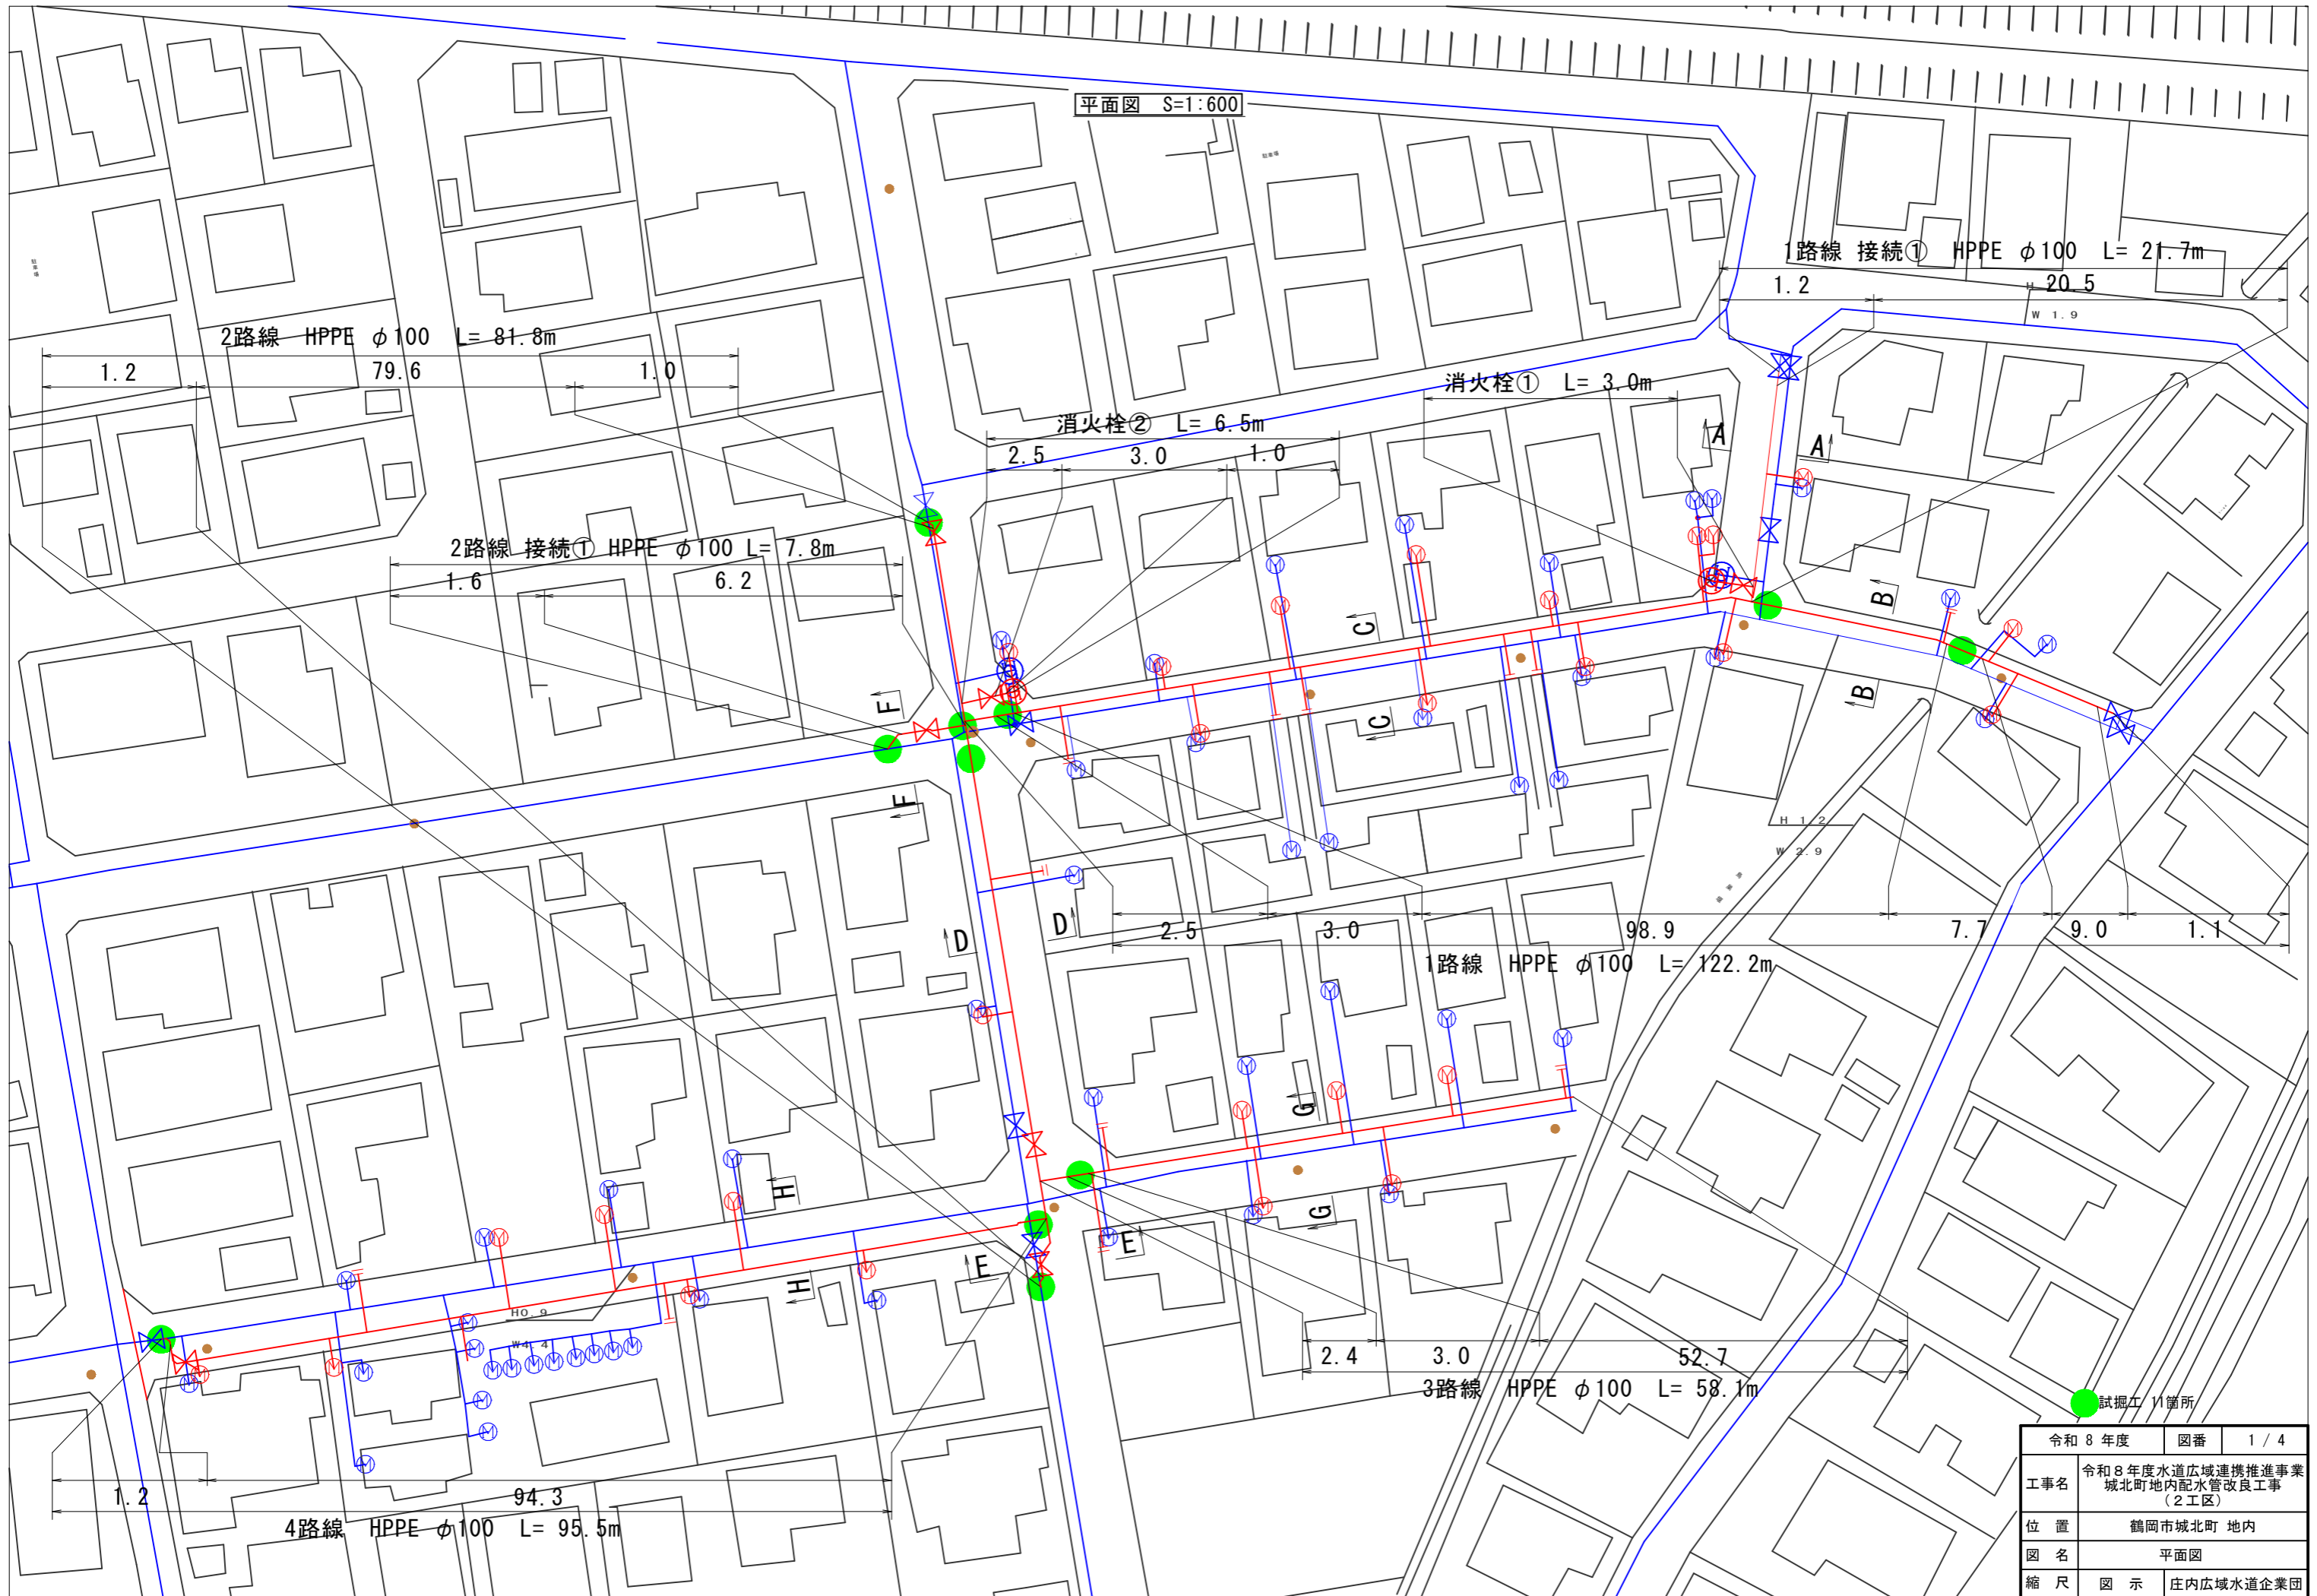 平面図 S=1:600
駐車場
駐車場
1路線 接続① HPPE φ100 L= 21.7m
1.2 20.5
W 1.9
2路線 HPPE φ100 L= 81.8m
1.2 79.6 1.0
消火栓① L= 3.0m
消火栓② L= 6.5m
2.5 3.0 1.0
A A
2路線 接続① HPPE φ100 L= 7.8m
1.6 6.2
B
C
B
F
C
F
H 1.2
W 2.9
D D
2.5 3.0 98.9 7.7 9.0 1.1
1路線 HPPE φ100 L= 122.2m
G
H
G
E
E
H
H0.9
W4.4
2.4 3.0 52.7
3路線 HPPE φ100 L= 58.1m
試掘工 11箇所
1.2 94.3
4路線 HPPE φ100 L= 95.5m
令和 8 年度 図番 1 / 4
工事名 令和8年度水道広域連携推進事業
城北町地内配水管改良工事
(2工区)
位 置 鶴岡市城北町 地内
図 名 平面図
縮 尺 図 示 庄内広域水道企業団